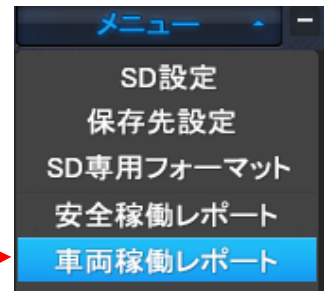 メニュー
SD設定
保存先設定
SD専用フォーマット
安全稼働レポート
車両稼働レポート